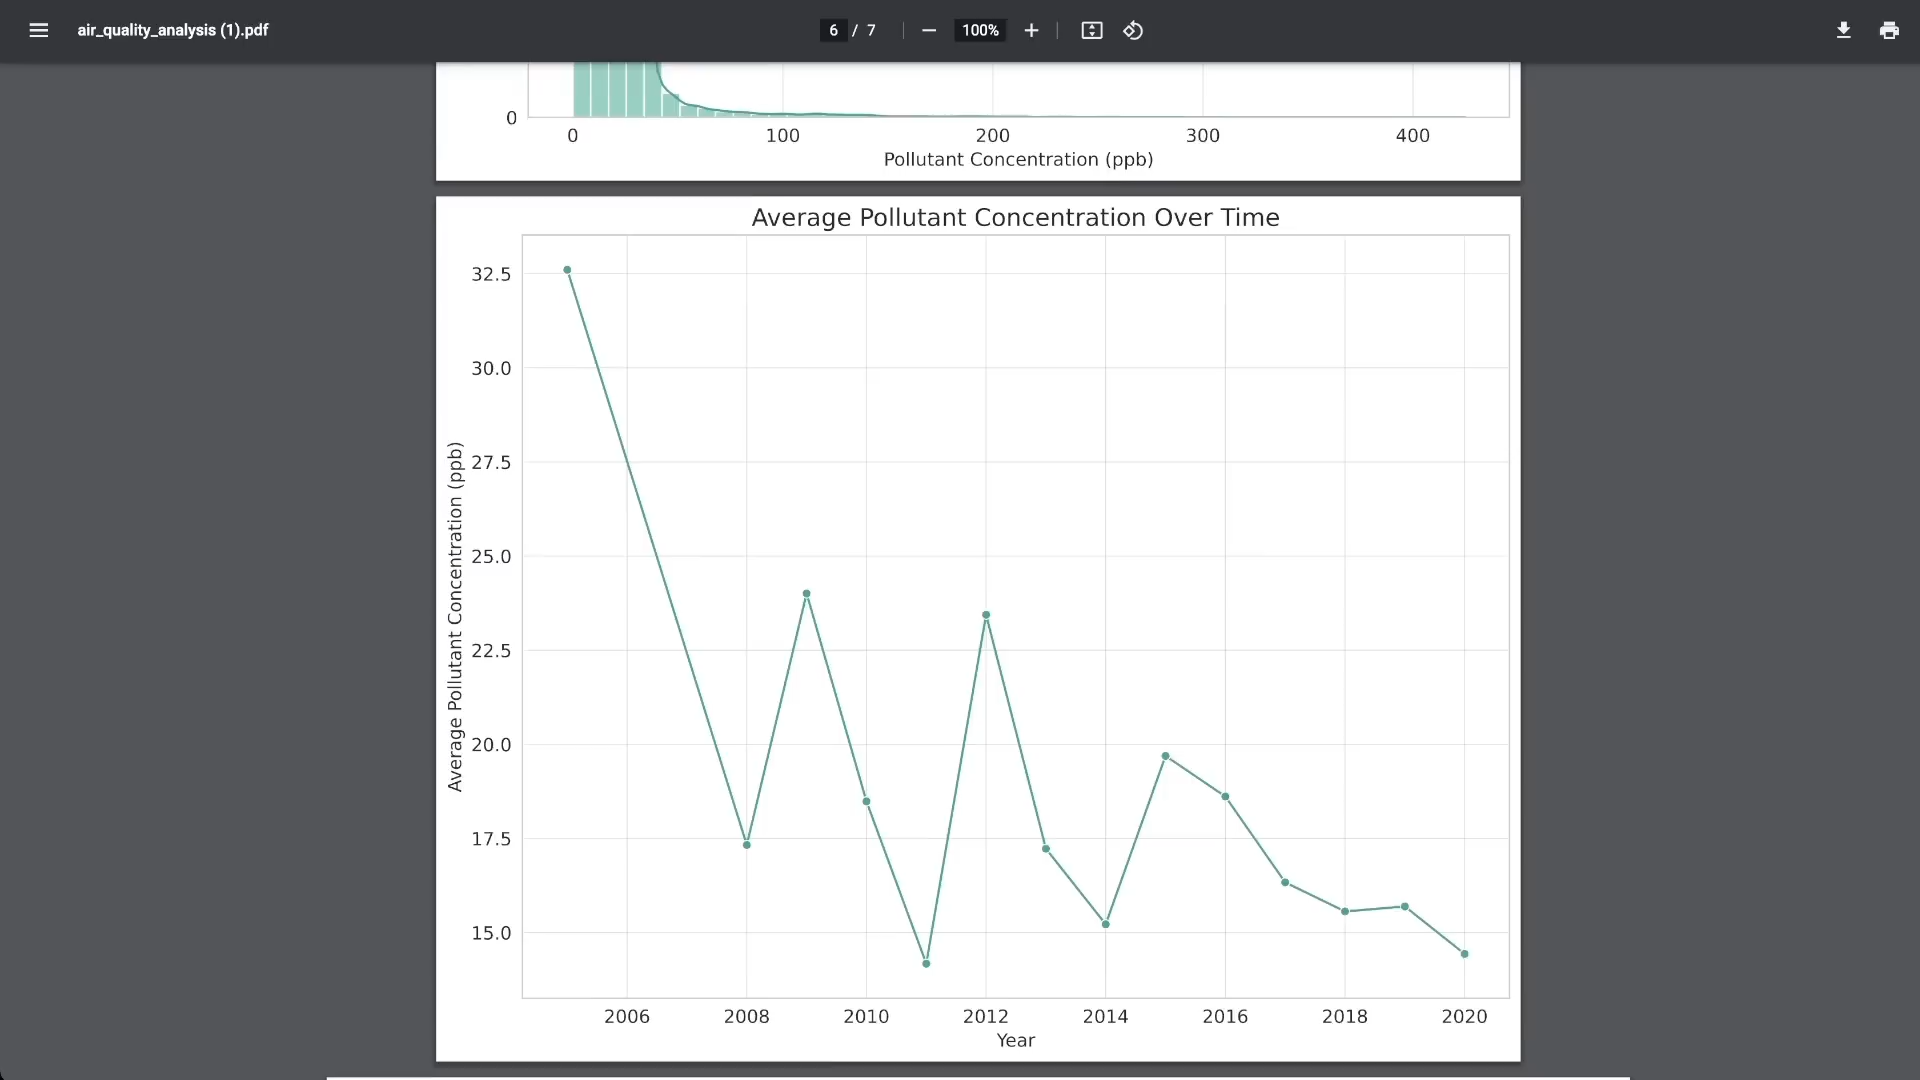 air_quality_analysis (1).pdf
6 / 7
100%
0
0 100 200 300 400
Pollutant Concentration (ppb)
Average Pollutant Concentration Over Time
Average Pollutant Concentration (ppb)
32.5
30.0
27.5
25.0
22.5
20.0
17.5
15.0
2006 2008 2010 2012 2014 2016 2018 2020
Year